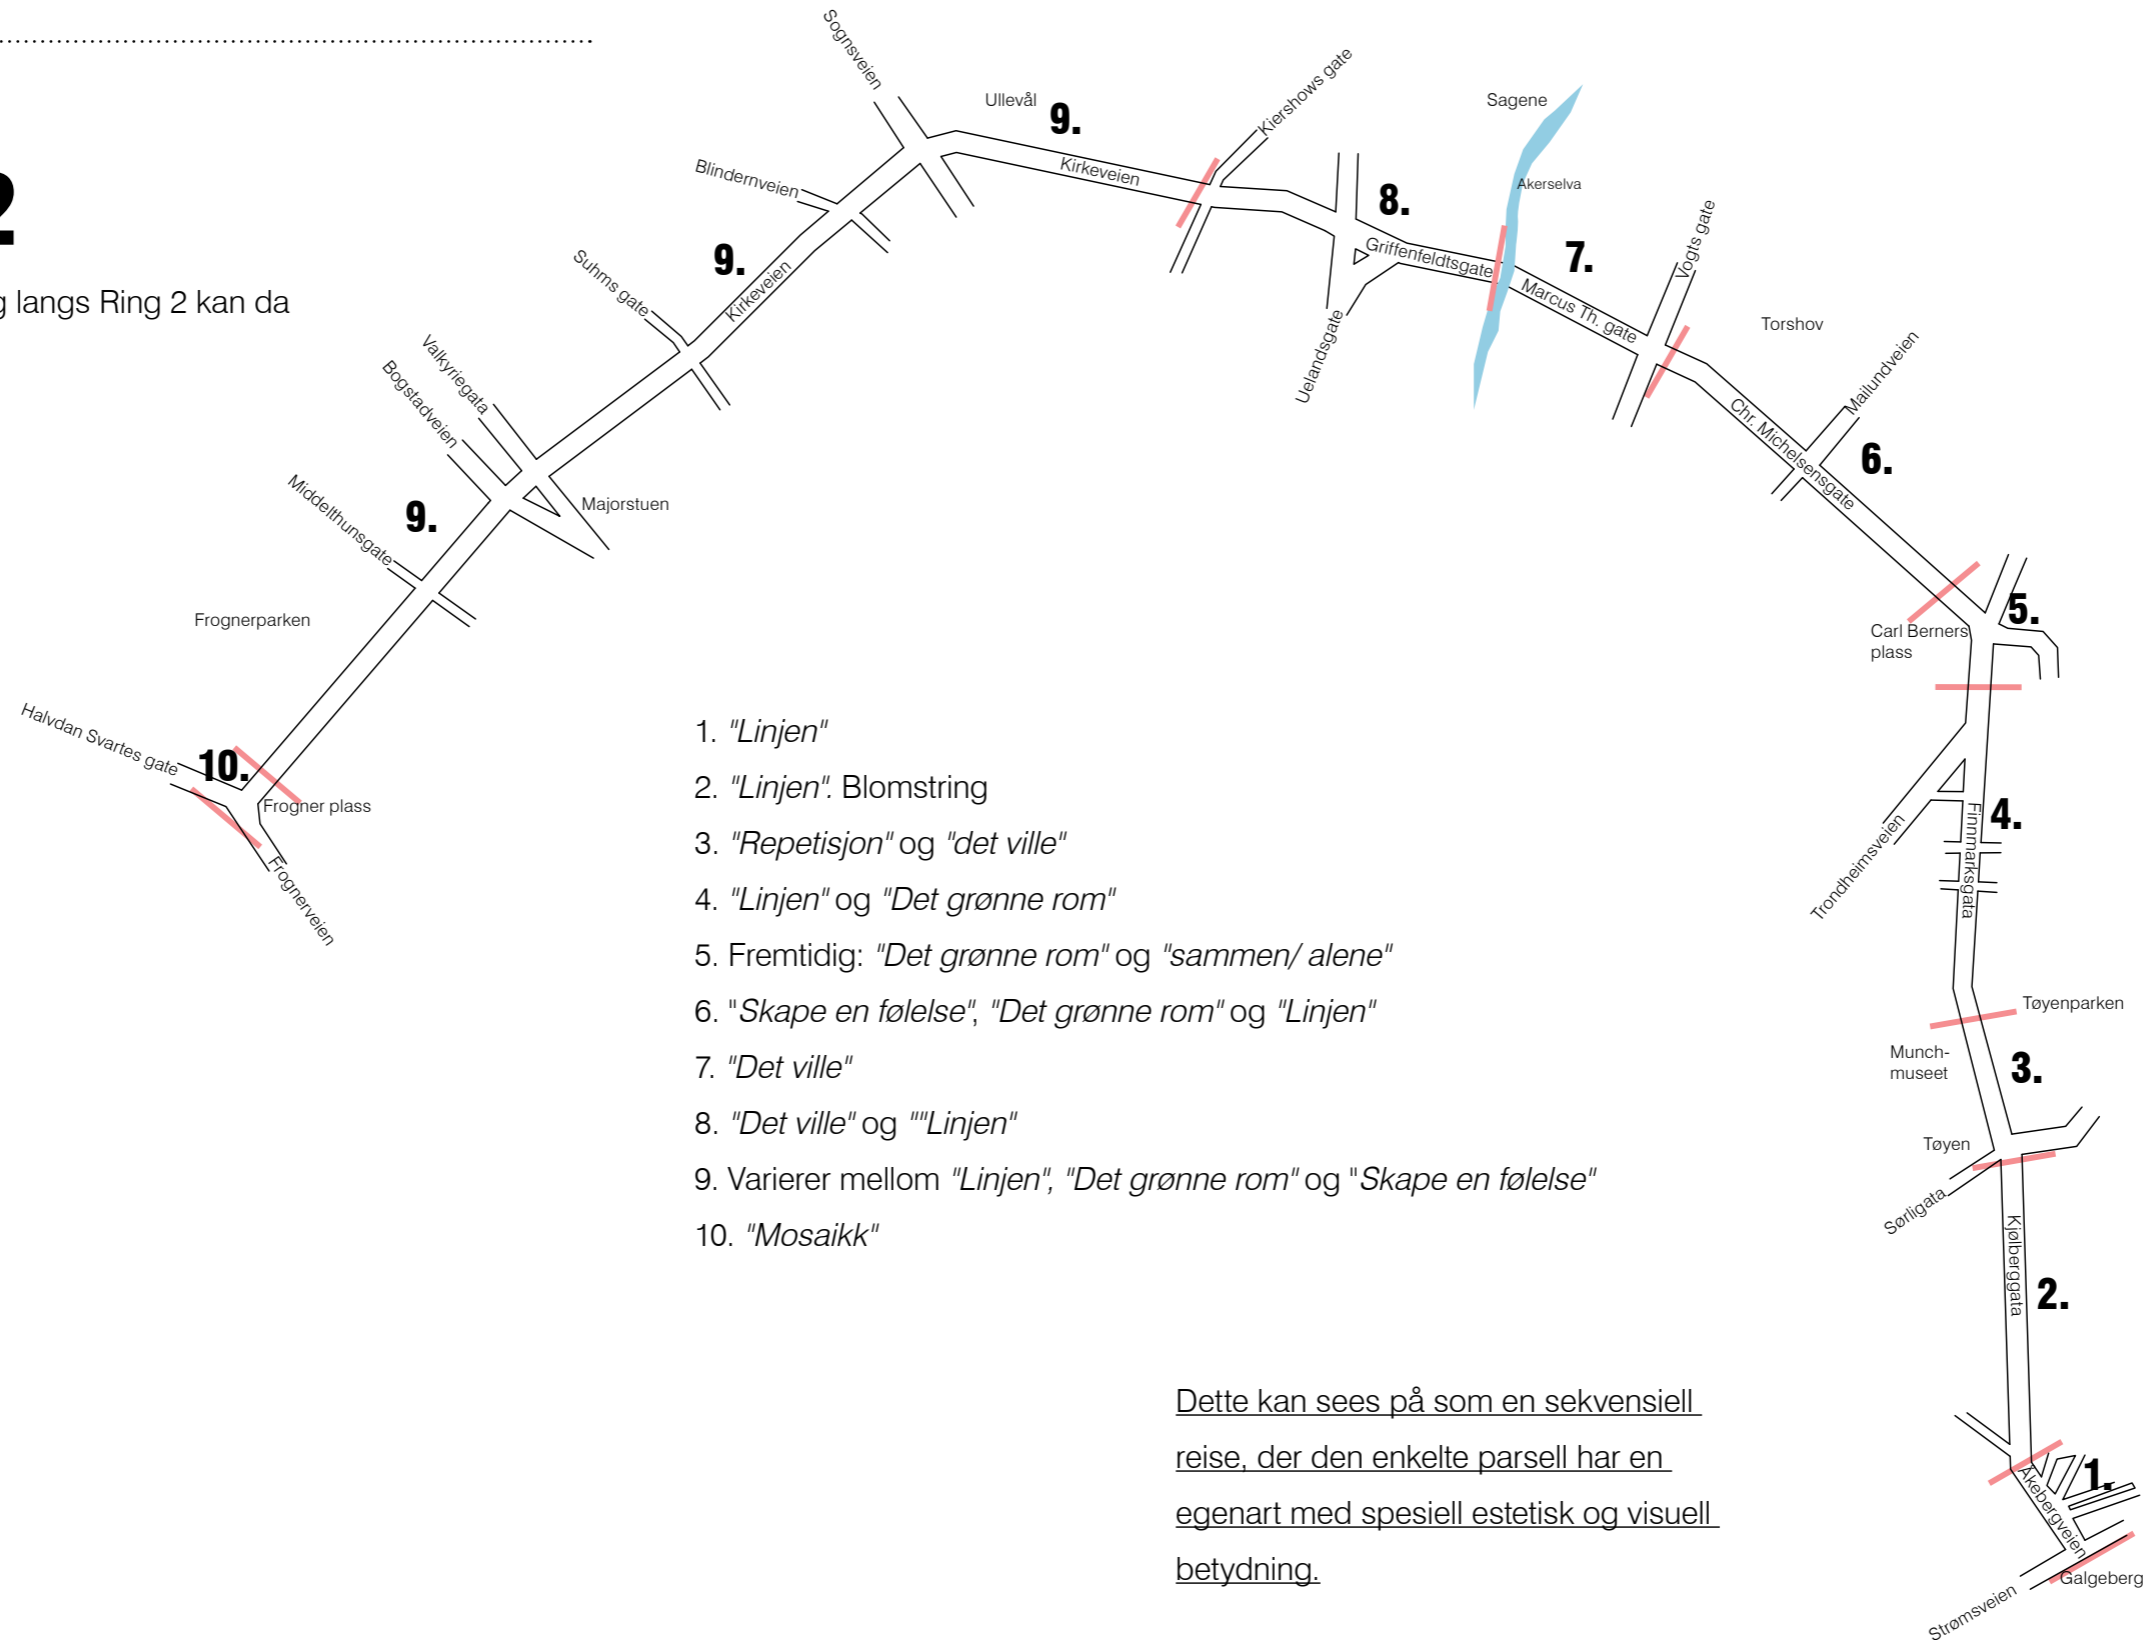 2
g langs Ring 2 kan da
Sognsveien
Ullevål
9.
Kiershows gate
Sagene
Kirkeveien
Blindernveien
8.
Akerselva
Vogts gate
Suhms gate
9.
Kirkeveien
Griffenfeldtsgate
7.
Marcus Th. gate
Torshov
Uelandsgate
Valkyriegata
Bogstadveien
Mailundveien
Chr. Michelsensgate
6.
Middelthunsgate
9.
Majorstuen
Frognerparken
5.
Carl Berners
plass
Halvdan Svartes gate
10.
Frogner plass
Frognerveien
4.
Finnmarksgata
Trondheimsveien
Tøyenparken
Munch-
museet
3.
Tøyen
Sørligata
Kjølberggata
2.
1.
Åkebergveien
Galgeberg
Strømsveien
1. "Linjen"
2. "Linjen". Blomstring
3. "Repetisjon" og "det ville"
4. "Linjen" og "Det grønne rom"
5. Fremtidig: "Det grønne rom" og "sammen/ alene"
6. "Skape en følelse", "Det grønne rom" og "Linjen"
7. "Det ville"
8. "Det ville" og ""Linjen"
9. Varierer mellom "Linjen", "Det grønne rom" og "Skape en følelse"
10. "Mosaikk"
Dette kan sees på som en sekvensiell
reise, der den enkelte parsell har en
egenart med spesiell estetisk og visuell
betydning.